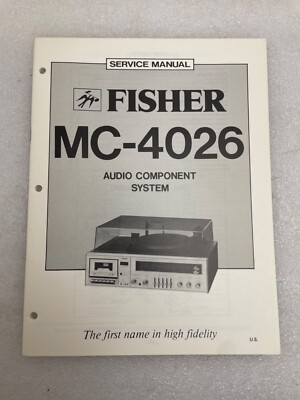 SERVICE MANUAL
FISHER
MC-4026
AUDIO COMPONENT
SYSTEM
The first name in high fidelity
U.S.